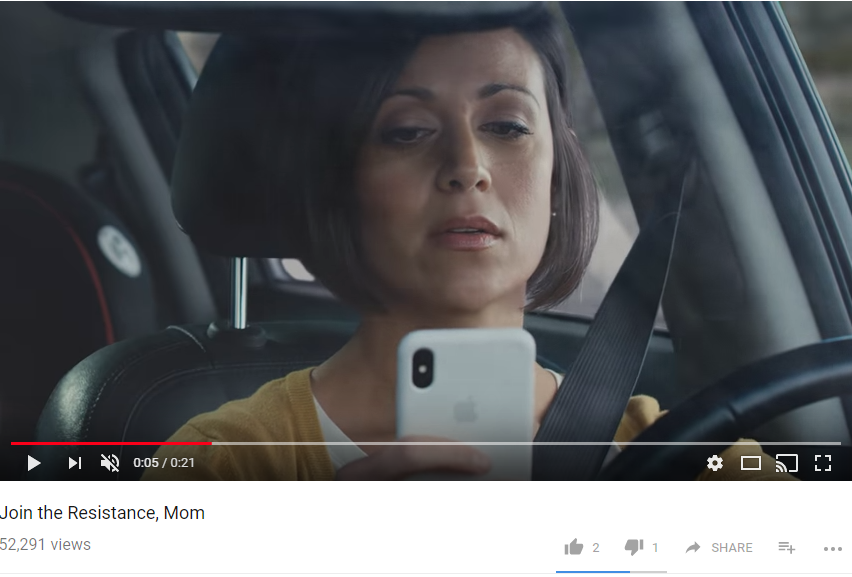 0:05 / 0:21
Join the Resistance, Mom
52,291 views
2
1
SHARE